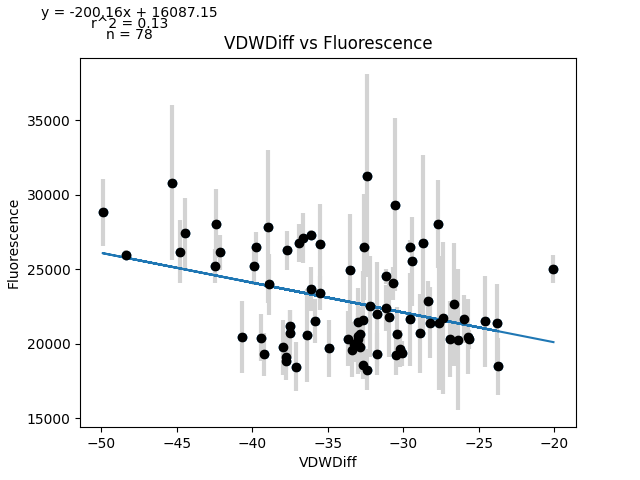 y = -200.16x + 16087.15
r^2 = 0.13
n = 78
VDWDiff vs Fluorescence
35000
30000
25000
20000
15000
Fluorescence
−50 −45 −40 −35 −30 −25 −20
VDWDiff